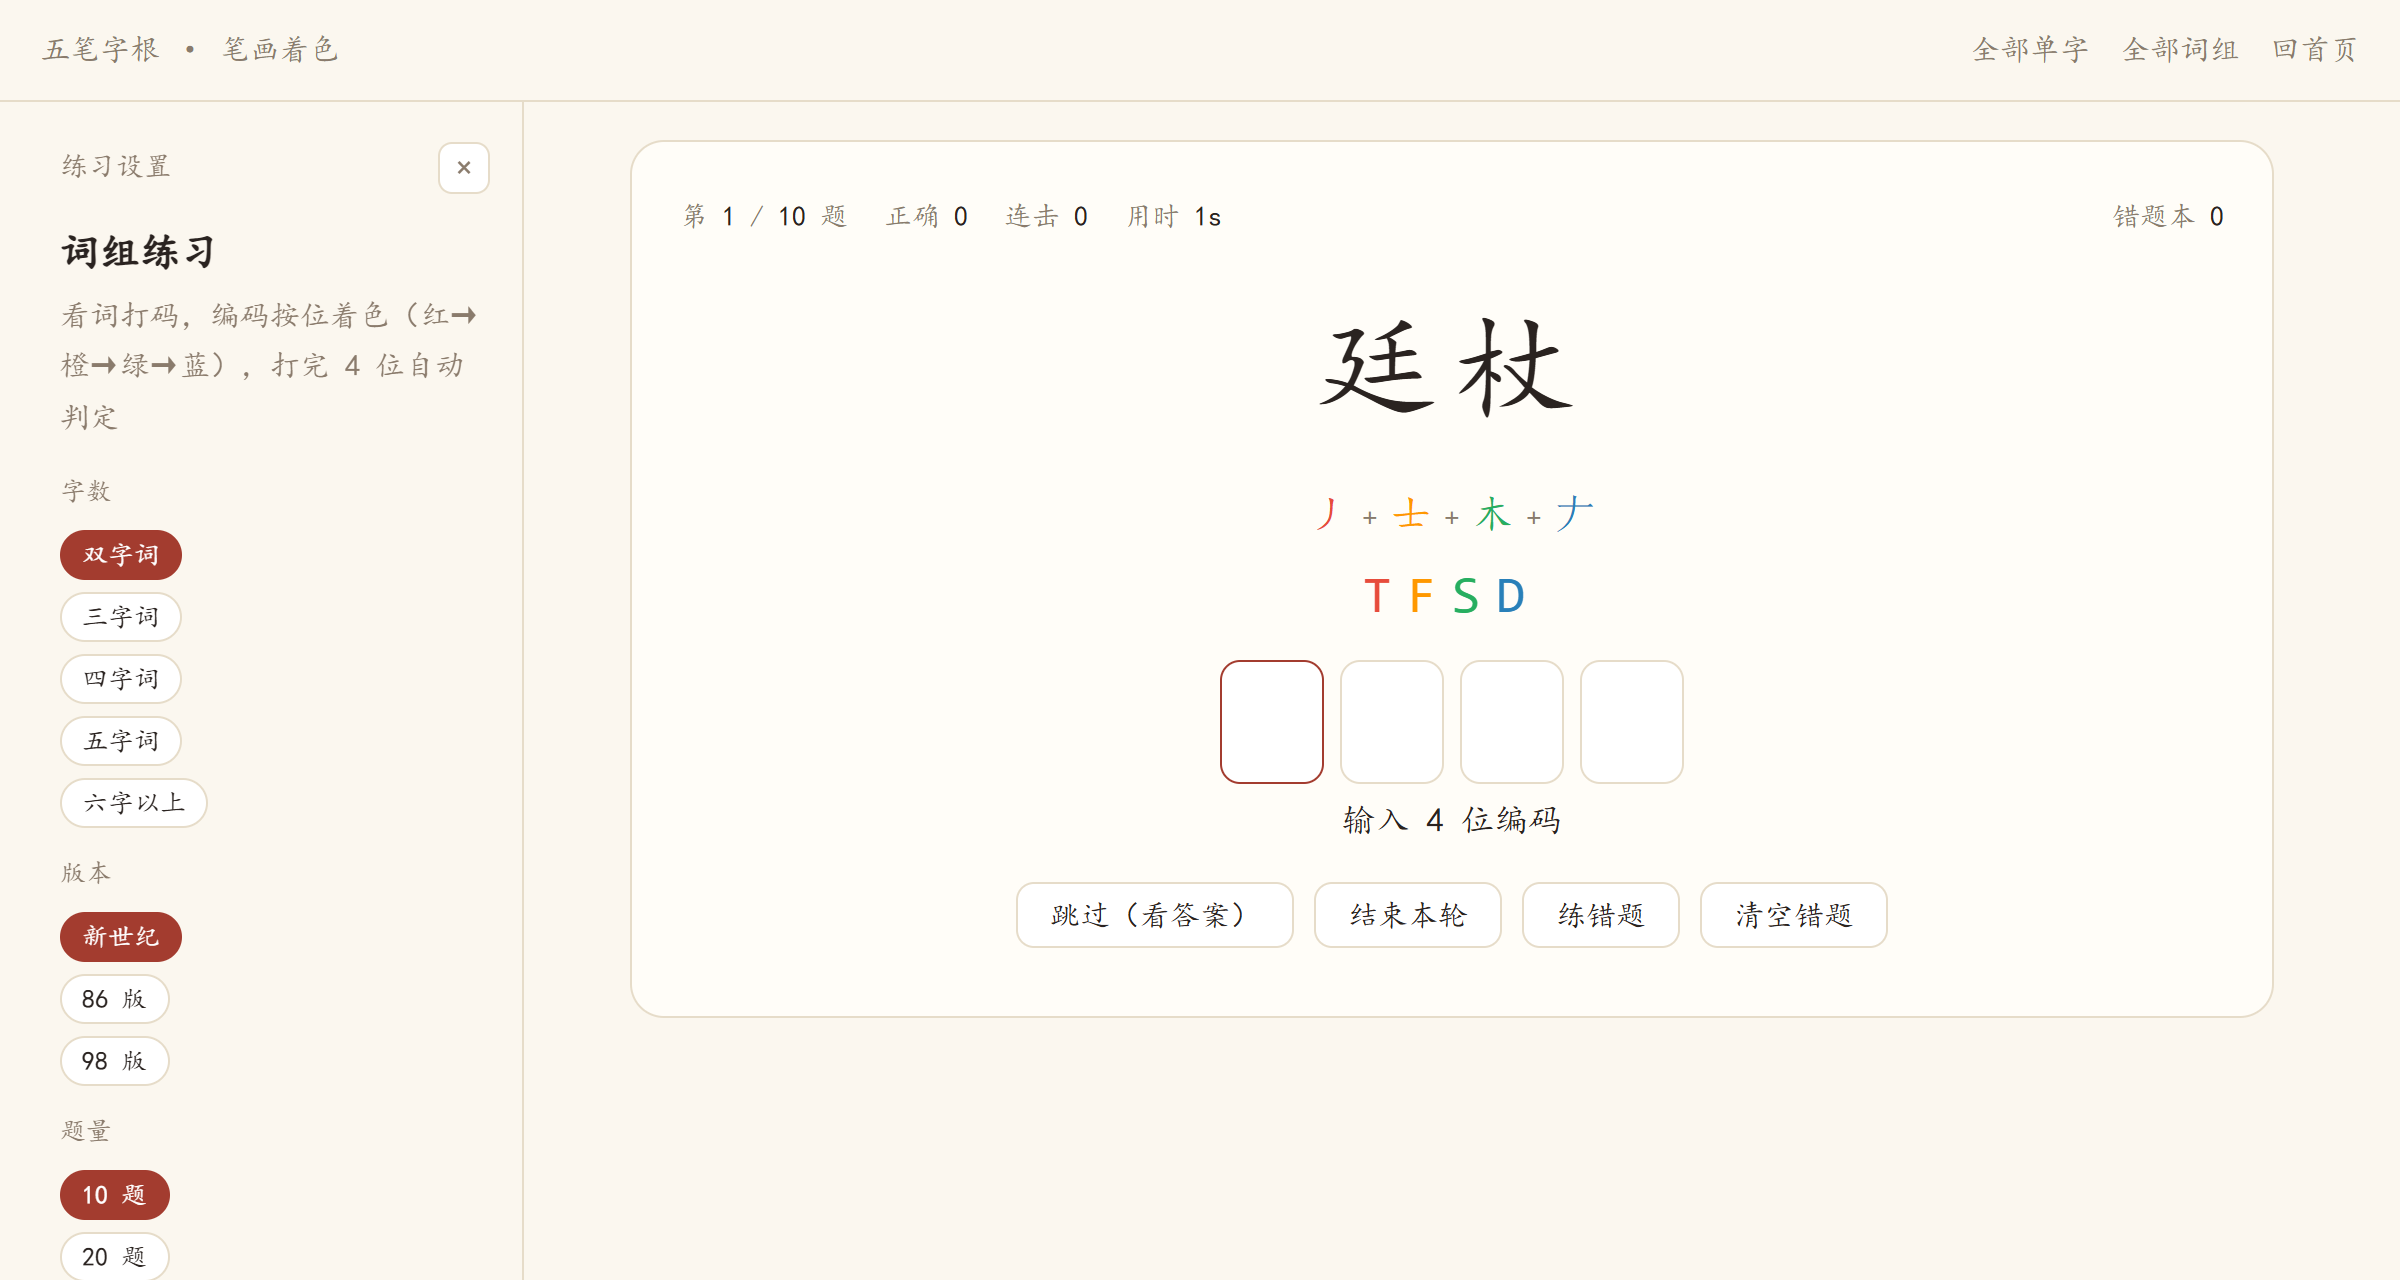 五笔字根 · 笔画着色
全部单字 全部词组 回首页
练习设置
×
词组练习
看词打码，编码按位着色（红→
橙→绿→蓝），打完 4 位自动
判定
字数
双字词
三字词
四字词
五字词
六字以上
版本
新世纪
86 版
98 版
题量
10 题
20 题
第 1 / 10 题 正确 0 连击 0 用时 1s
错题本 0
廷杖
丿 + 士 + 木 + 𠂇
T F S D
输入 4 位编码
跳过（看答案） 结束本轮 练错题 清空错题